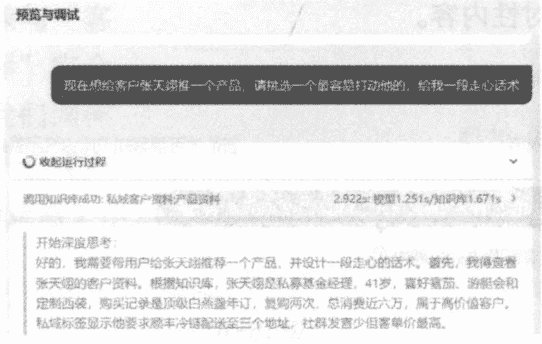 预览与调试
现在想给客户张天翊推一个产品，请挑选一个最容易打动他的，给我一段走心话术
收起运行过程
调用知识库成功: 私域客户资料;产品资料 2.922s: 模型1.251s/知识库1.671s
开始深度思考：
好的，我需要帮用户给张天翊推荐一个产品，并设计一段走心的话术。首先，我得查看
张天翊的客户资料。根据知识库，张天翊是私募基金经理，41岁，喜好雪茄、游艇会和
定制西装，购买记录是顶级白燕盏年订，复购两次，总消费近六万，属于高价值客户。
私域标签显示他要求顺丰冷链配送至三个地址，社群发言少但客单价最高。